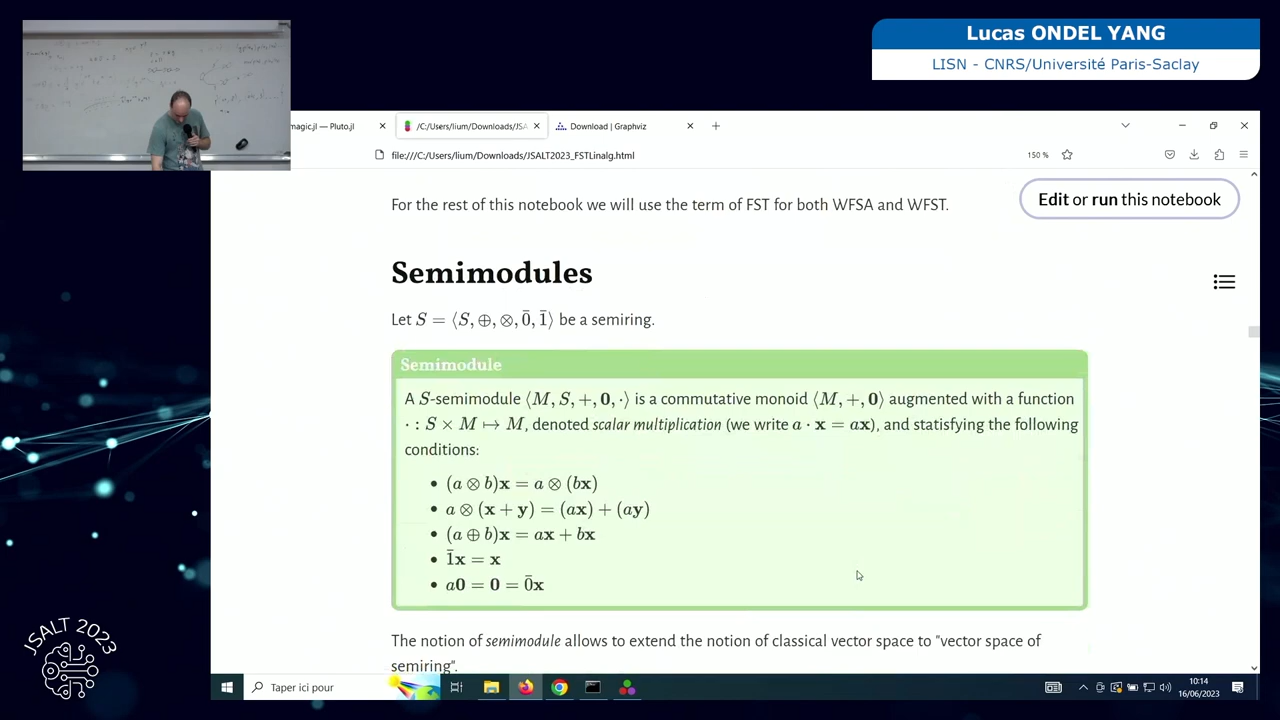 Lucas ONDEL YANG
LISN - CNRS/Université Paris-Saclay
magic.jl — Pluto.jl
/C:/Users/lium/Downloads/JSA
Download | Graphviz
file:///C:/Users/lium/Downloads/JSALT2023_FSTLinalg.html
150 %
For the rest of this notebook we will use the term of FST for both WFSA and WFST.
Edit or run this notebook
Semimodules
Let S = ⟨S, ⊕, ⊗, 0̄, 1̄⟩ be a semiring.
Semimodule
A S-semimodule ⟨M, S, +, 0, ·⟩ is a commutative monoid ⟨M, +, 0⟩ augmented with a function
· : S × M ↦ M, denoted scalar multiplication (we write a · x = ax), and statisfying the following
conditions:
• (a ⊗ b)x = a ⊗ (bx)
• a ⊗ (x + y) = (ax) + (ay)
• (a ⊕ b)x = ax + bx
• 1̄x = x
• a0 = 0 = 0̄x
The notion of semimodule allows to extend the notion of classical vector space to "vector space of
semiring".
JSALT 2023
Taper ici pour
10:14
16/06/2023